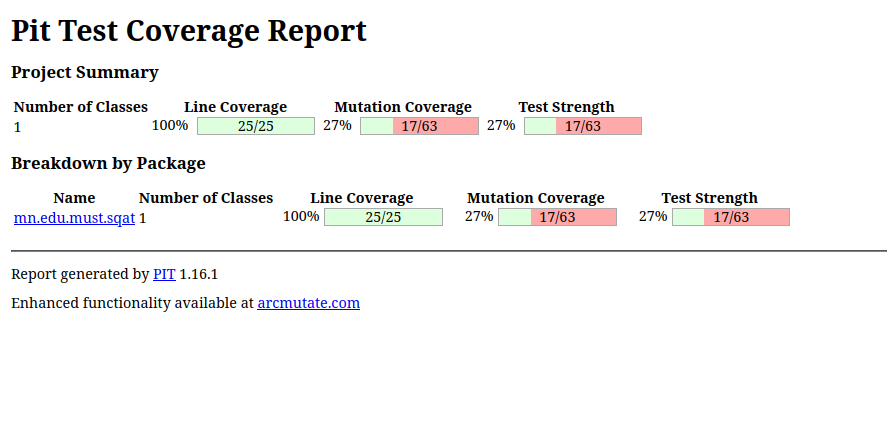 Pit Test Coverage Report
Project Summary
Number of Classes Line Coverage Mutation Coverage Test Strength
1 100% 25/25 27% 17/63 27% 17/63
Breakdown by Package
Name Number of Classes Line Coverage Mutation Coverage Test Strength
mn.edu.must.sqat 1 100% 25/25 27% 17/63 27% 17/63
Report generated by PIT 1.16.1
Enhanced functionality available at arcmutate.com